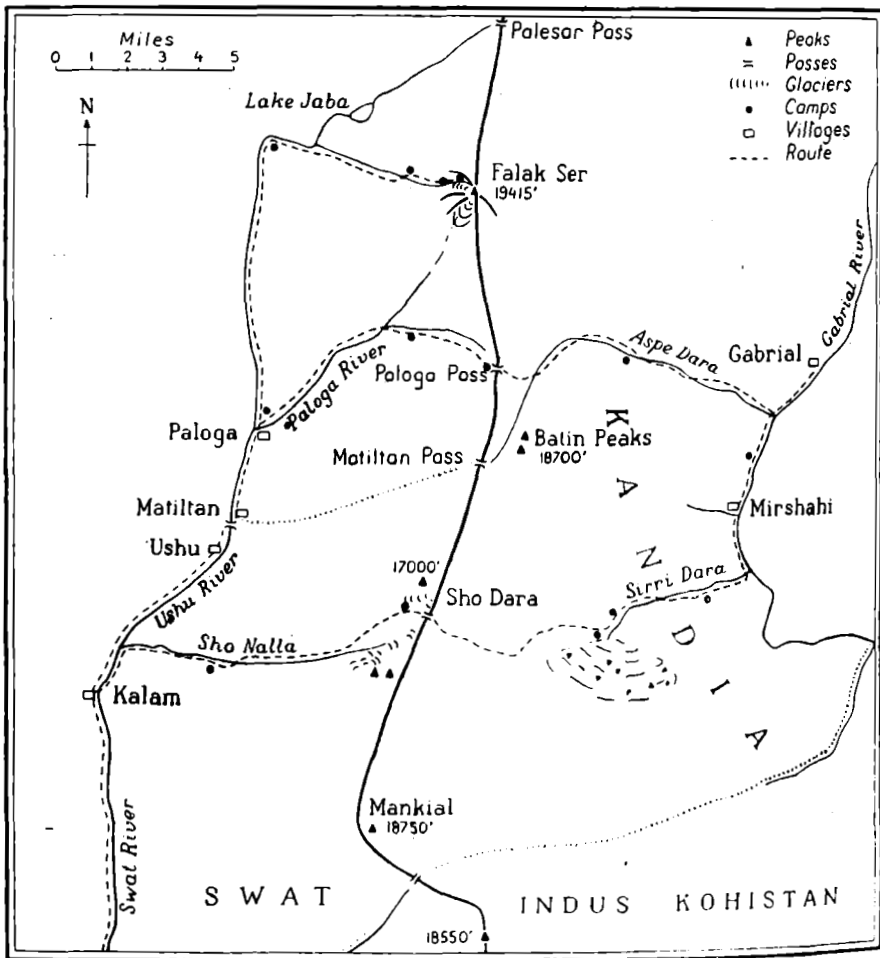 Miles
0 1 2 3 4 5
N
Palesar Pass
Peaks
Passes
Glaciers
Camps
Villages
Route
Lake Jaba
Falak Ser
19415'
Gabrial River
Aspe Dara
Gabrial
Paloga River
Paloga Pass
Paloga
Batin Peaks
18700'
Matiltan Pass
Matiltan
Mirshahi
Ushu
Ushu River
17000'
Sho Dara
Sirri Dara
Sho Nalla
Kalam
KANDIA
Mankial
18750'
Swat River
SWAT
INDUS KOHISTAN
18550'